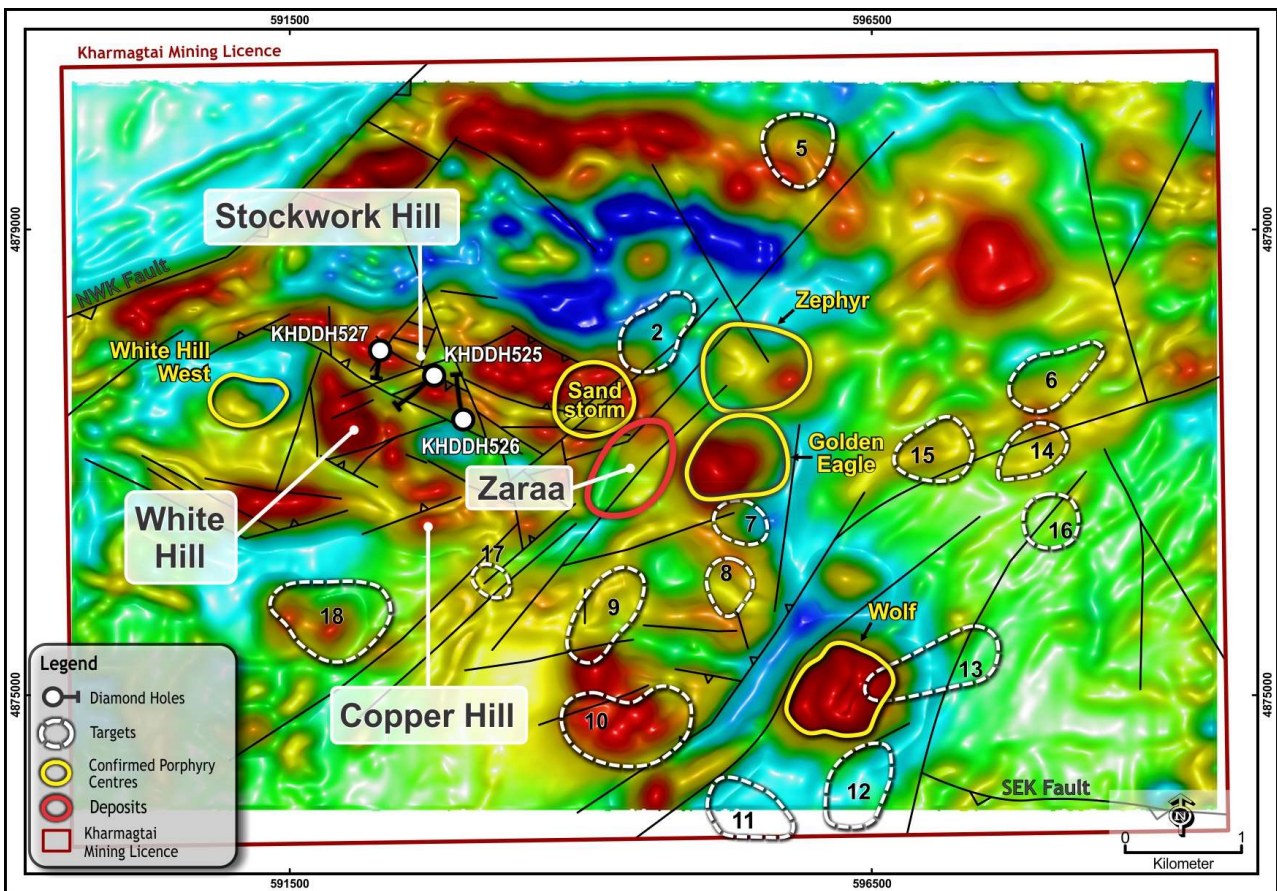 591500
596500
Kharmagtai Mining Licence
4879000
4879000
5
Stockwork Hill
NWK Fault
Zephyr
KHDDH527
2
White Hill
West
KHDDH525
Sand
storm
6
KHDDH526
Golden
Eagle
15
14
Zaraa
White
Hill
7
16
17
8
9
18
Wolf
13
Legend
Diamond Holes
Targets
Confirmed Porphyry
Centres
Deposits
Kharmagtai
Mining Licence
4875000
4875000
Copper Hill
10
12
11
SEK Fault
N
0
1
Kilometer
591500
596500